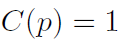 C(p) = 1